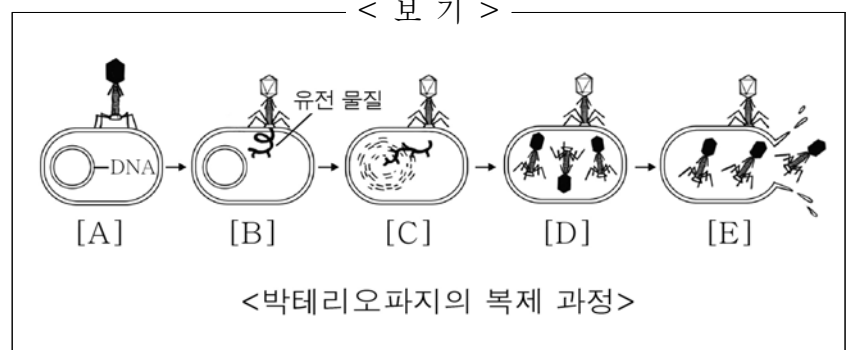 < 보 기 >
유전 물질
DNA
[A] [B] [C] [D] [E]
<박테리오파지의 복제 과정>